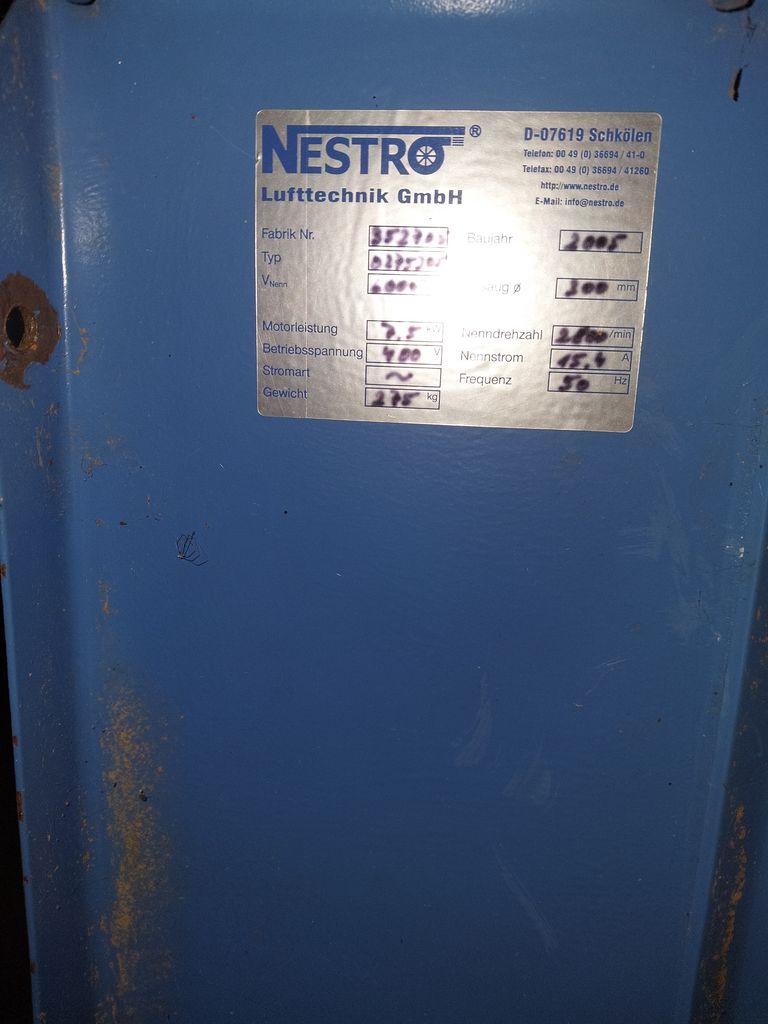 NESTRO®
D-07619 Schkölen
Telefon: 00 49 (0) 36694 / 41-0
Telefax: 00 49 (0) 36694 / 41260
http://www.nestro.de
E-Mail: info@nestro.de
Lufttechnik GmbH
Fabrik Nr. Baujahr 2005
Typ
VNenn ø 300 mm
Motorleistung 7.5 kW Nenndrehzahl /min
Betriebsspannung 400 V Nennstrom 15.4 A
Stromart ~ Frequenz 50 Hz
Gewicht 275 kg